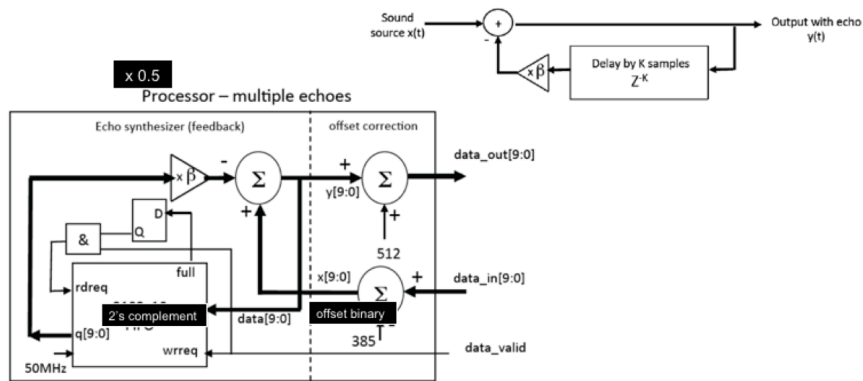 Sound
source x(t)
+
-
x β
Delay by K samples
Z-K
Output with echo
y(t)
x 0.5
Processor – multiple echoes
Echo synthesizer (feedback)
offset correction
x β
-
Σ
+
+
y[9:0]
Σ
+
data_out[9:0]
512
D
Q
&
full
rdreq
x[9:0]
Σ
+
data_in[9:0]
2's complement
data[9:0]
offset binary
q[9:0]
385
wrreq
data_valid
50MHz